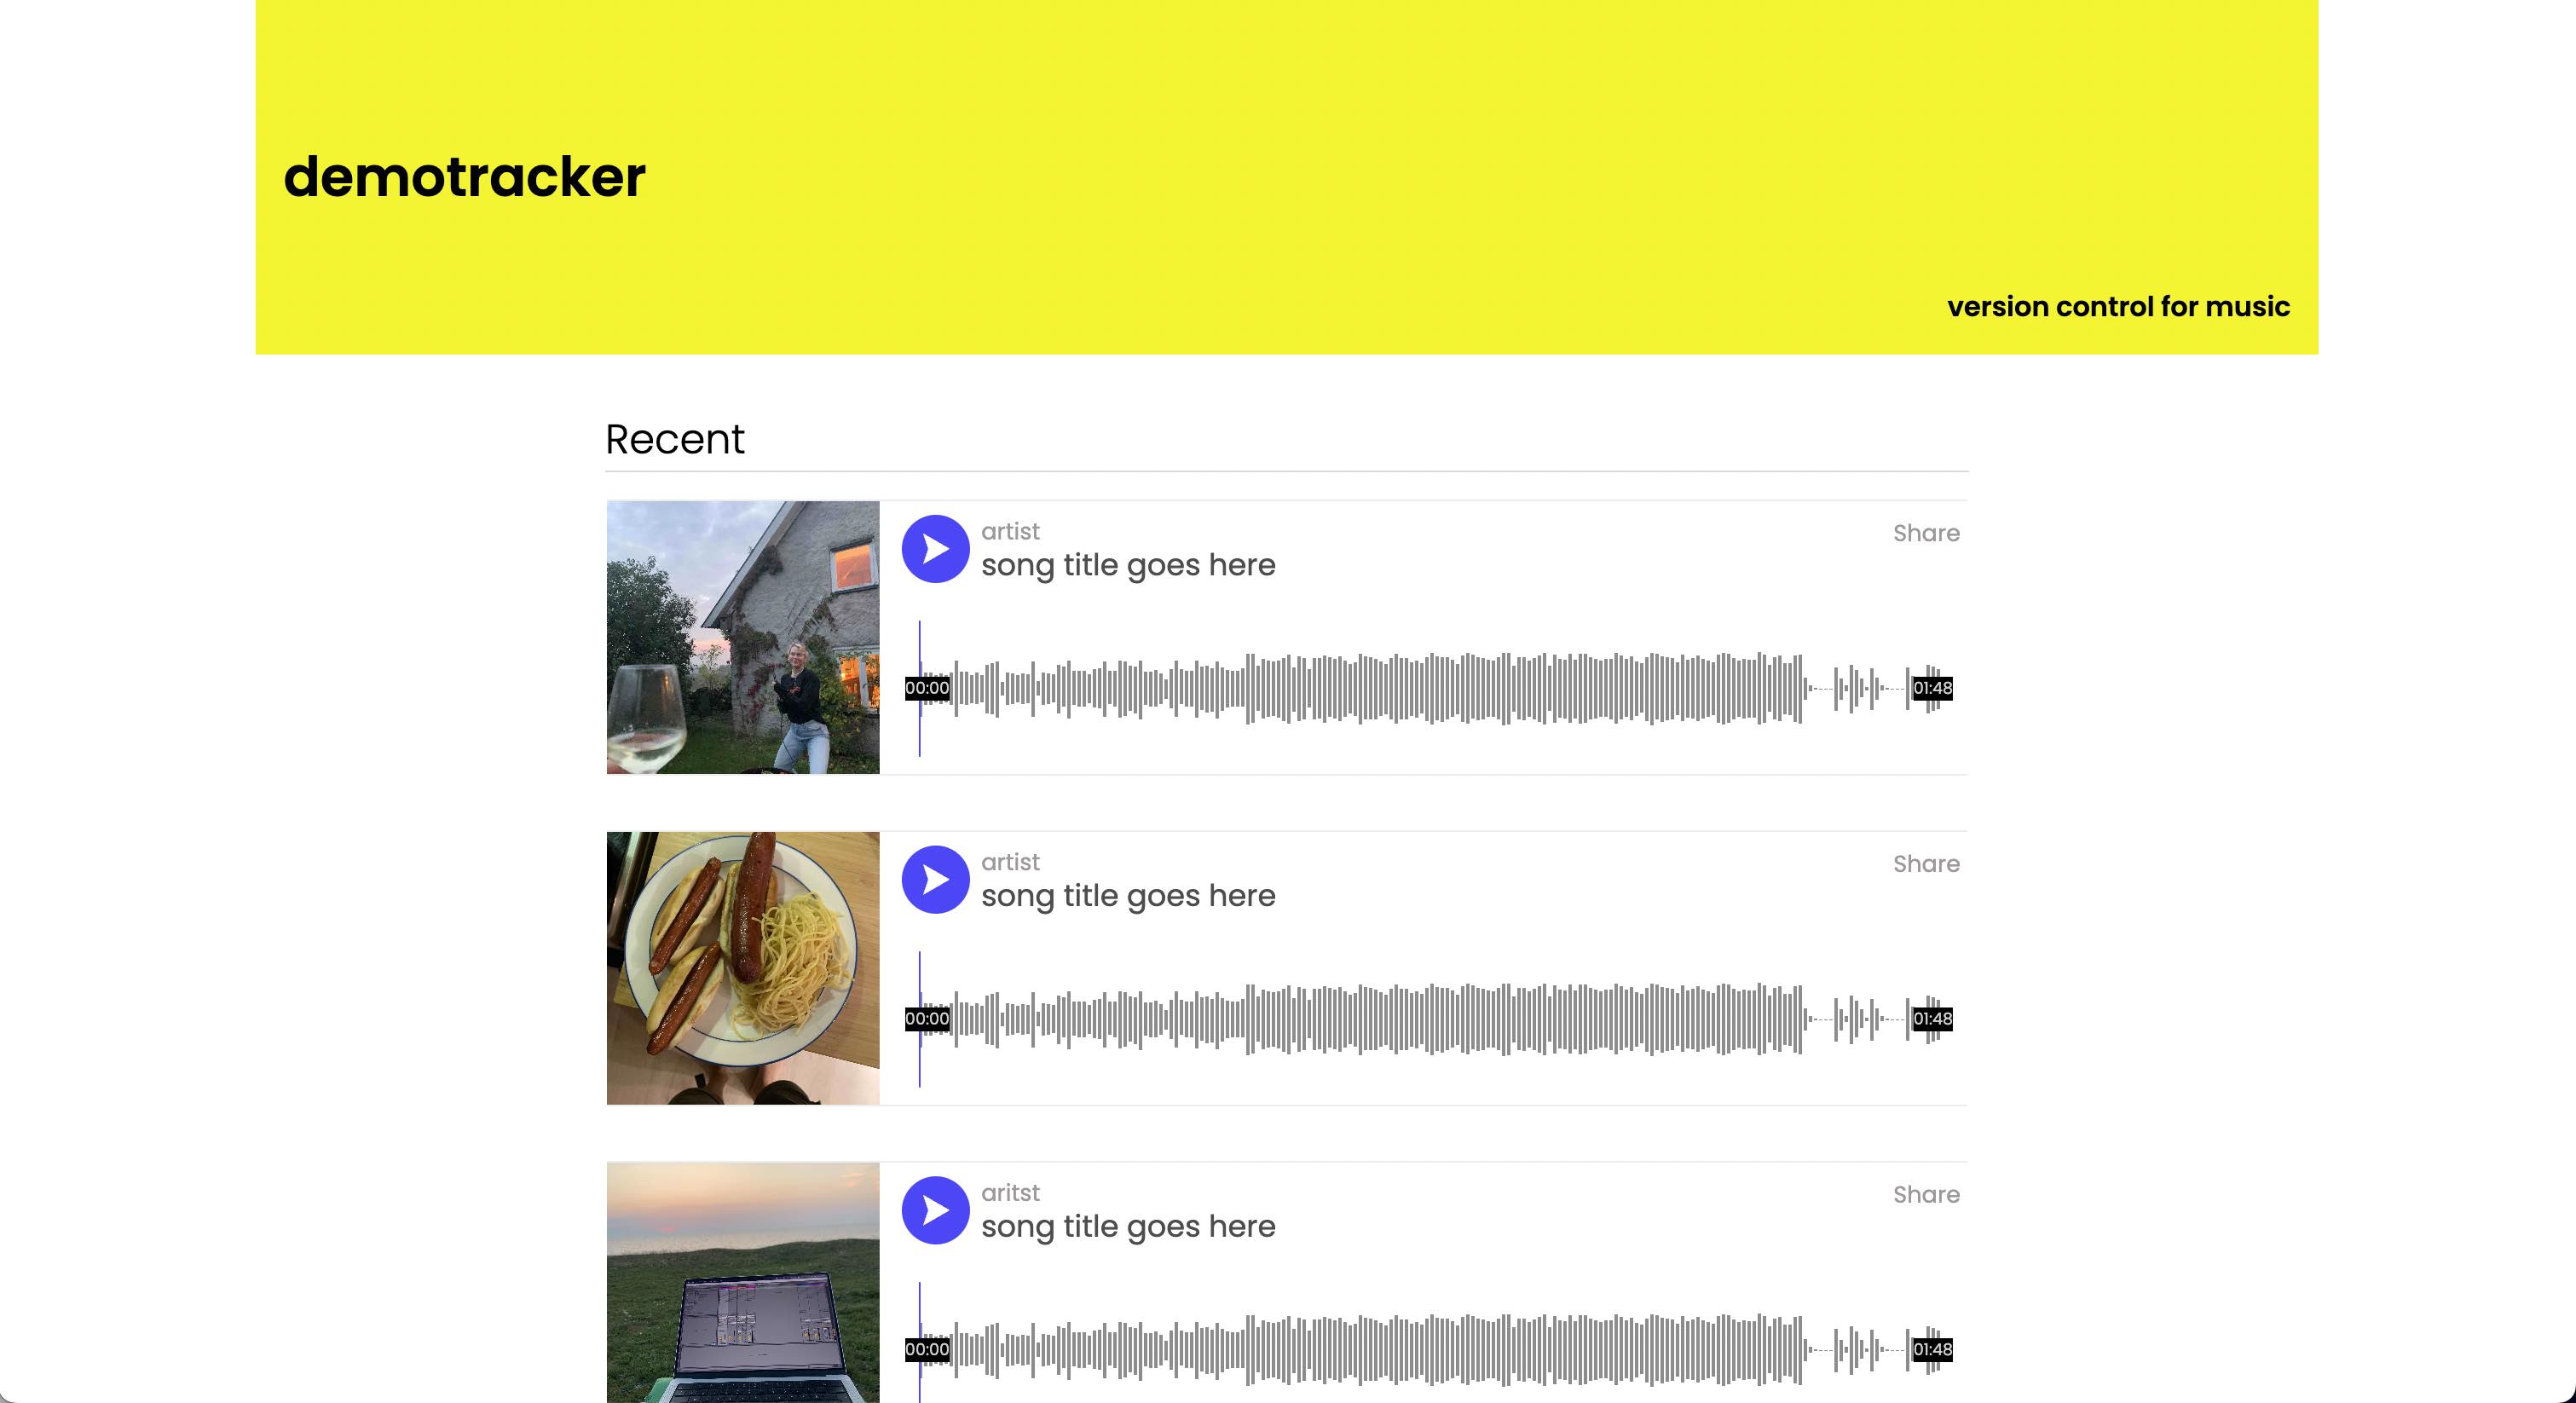 demotracker
version control for music
Recent
artist
Share
song title goes here
00:00
01:48
artist
Share
song title goes here
00:00
01:48
aritst
Share
song title goes here
00:00
01:48